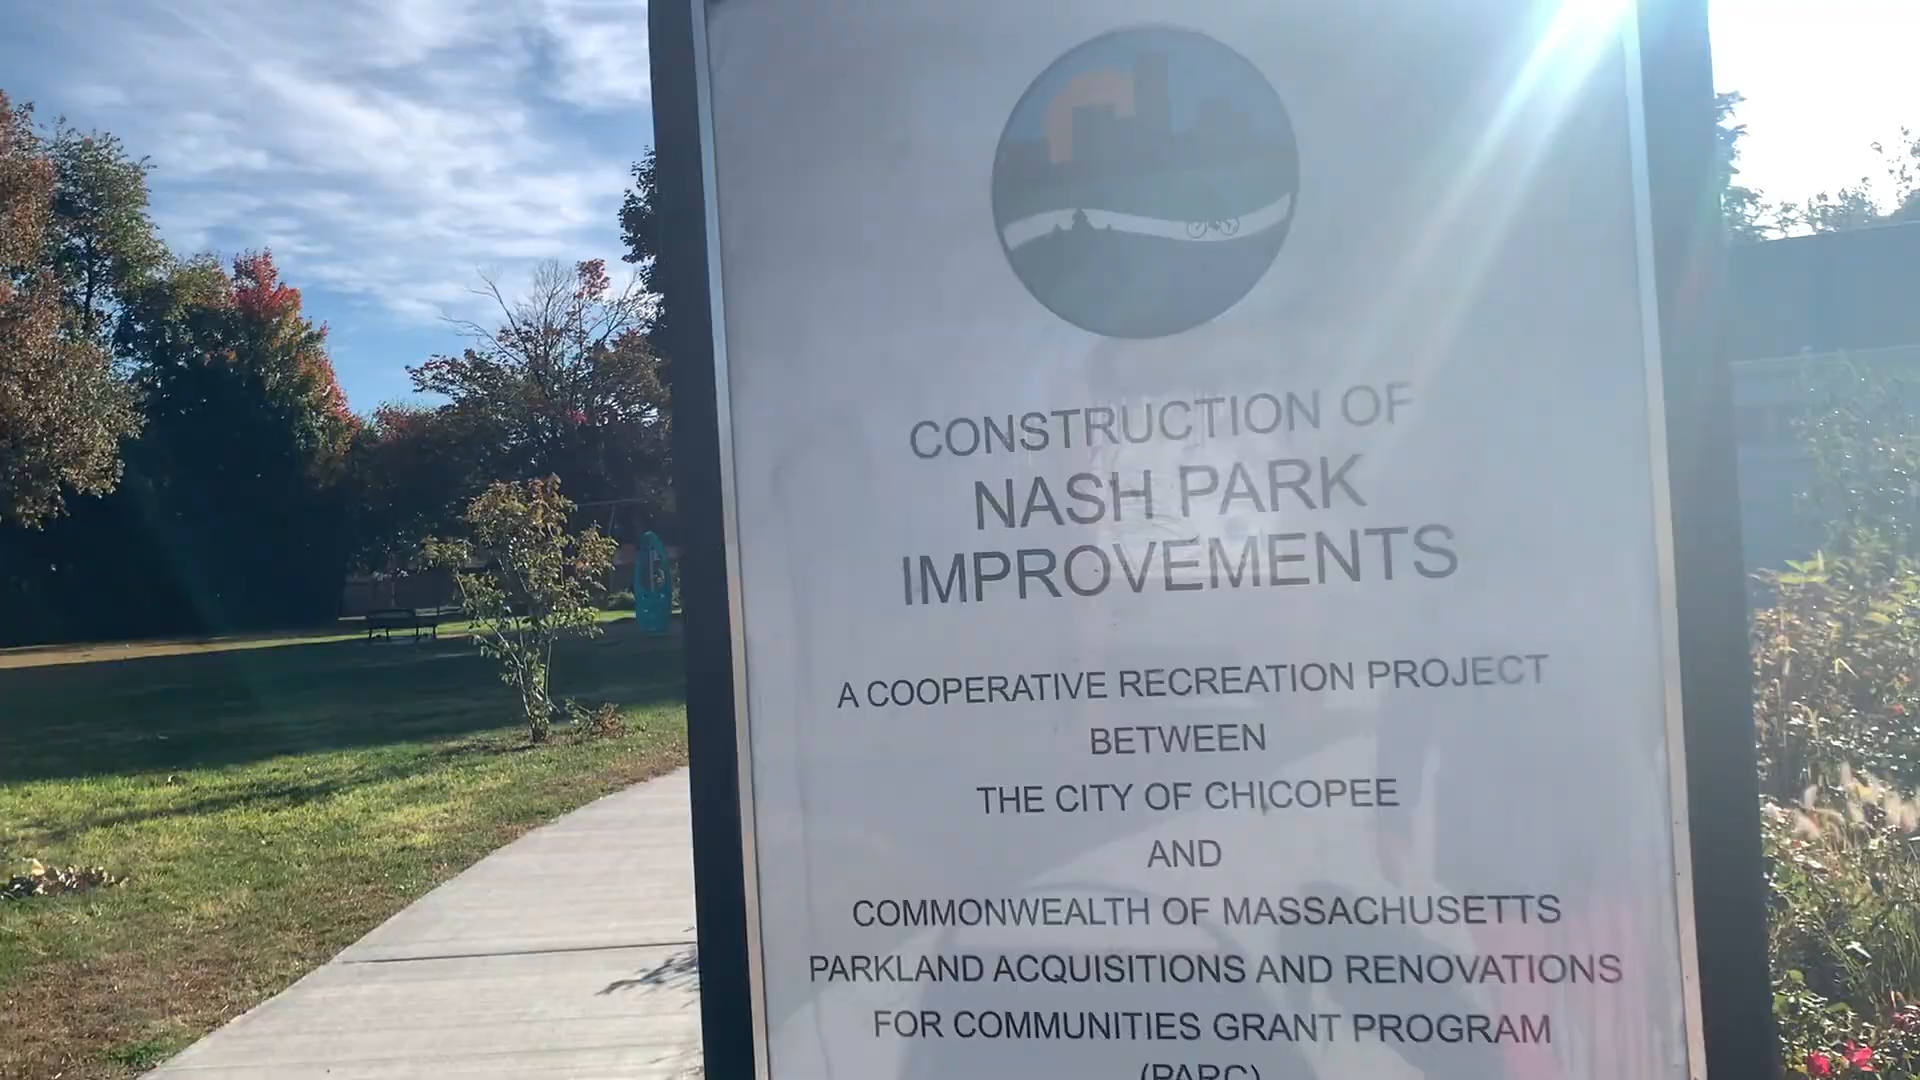 CONSTRUCTION OF
NASH PARK
IMPROVEMENTS
A COOPERATIVE RECREATION PROJECT
BETWEEN
THE CITY OF CHICOPEE
AND
COMMONWEALTH OF MASSACHUSETTS
PARKLAND ACQUISITIONS AND RENOVATIONS
FOR COMMUNITIES GRANT PROGRAM
(PARC)